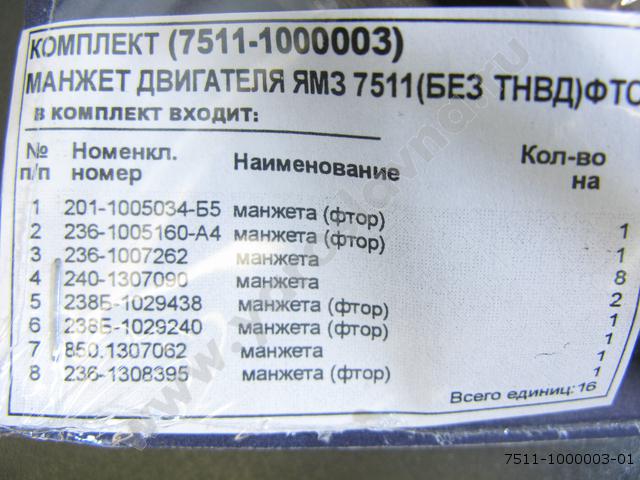 КОМПЛЕКТ (7511-1000003)
МАНЖЕТ ДВИГАТЕЛЯ ЯМЗ 7511(БЕЗ ТНВД)ФТО
В КОМПЛЕКТ ВХОДИТ:
№ п/п Номенкл. номер Наименование Кол-во на
1 201-1005034-Б5 манжета (фтор) 1
2 236-1005160-А4 манжета (фтор) 1
3 236-1007262 манжета 8
4 240-1307090 манжета 2
5 238Б-1029438 манжета (фтор) 1
6 236Б-1029240 манжета (фтор) 1
7 850.1307062 манжета 1
8 236-1308395 манжета (фтор) 1
Всего единиц:16
7511-1000003-01